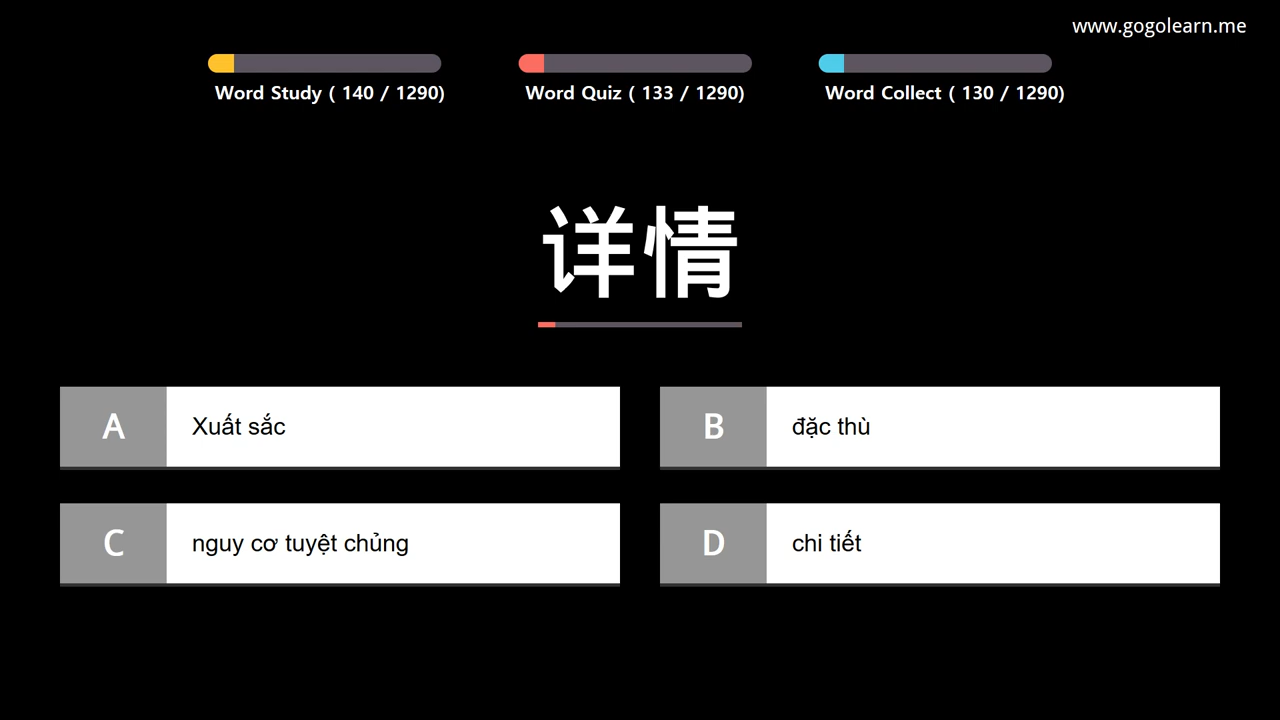 www.gogolearn.me
Word Study ( 140 / 1290)
Word Quiz ( 133 / 1290)
Word Collect ( 130 / 1290)
详情
A
Xuất sắc
B
đặc thù
C
nguy cơ tuyệt chủng
D
chi tiết